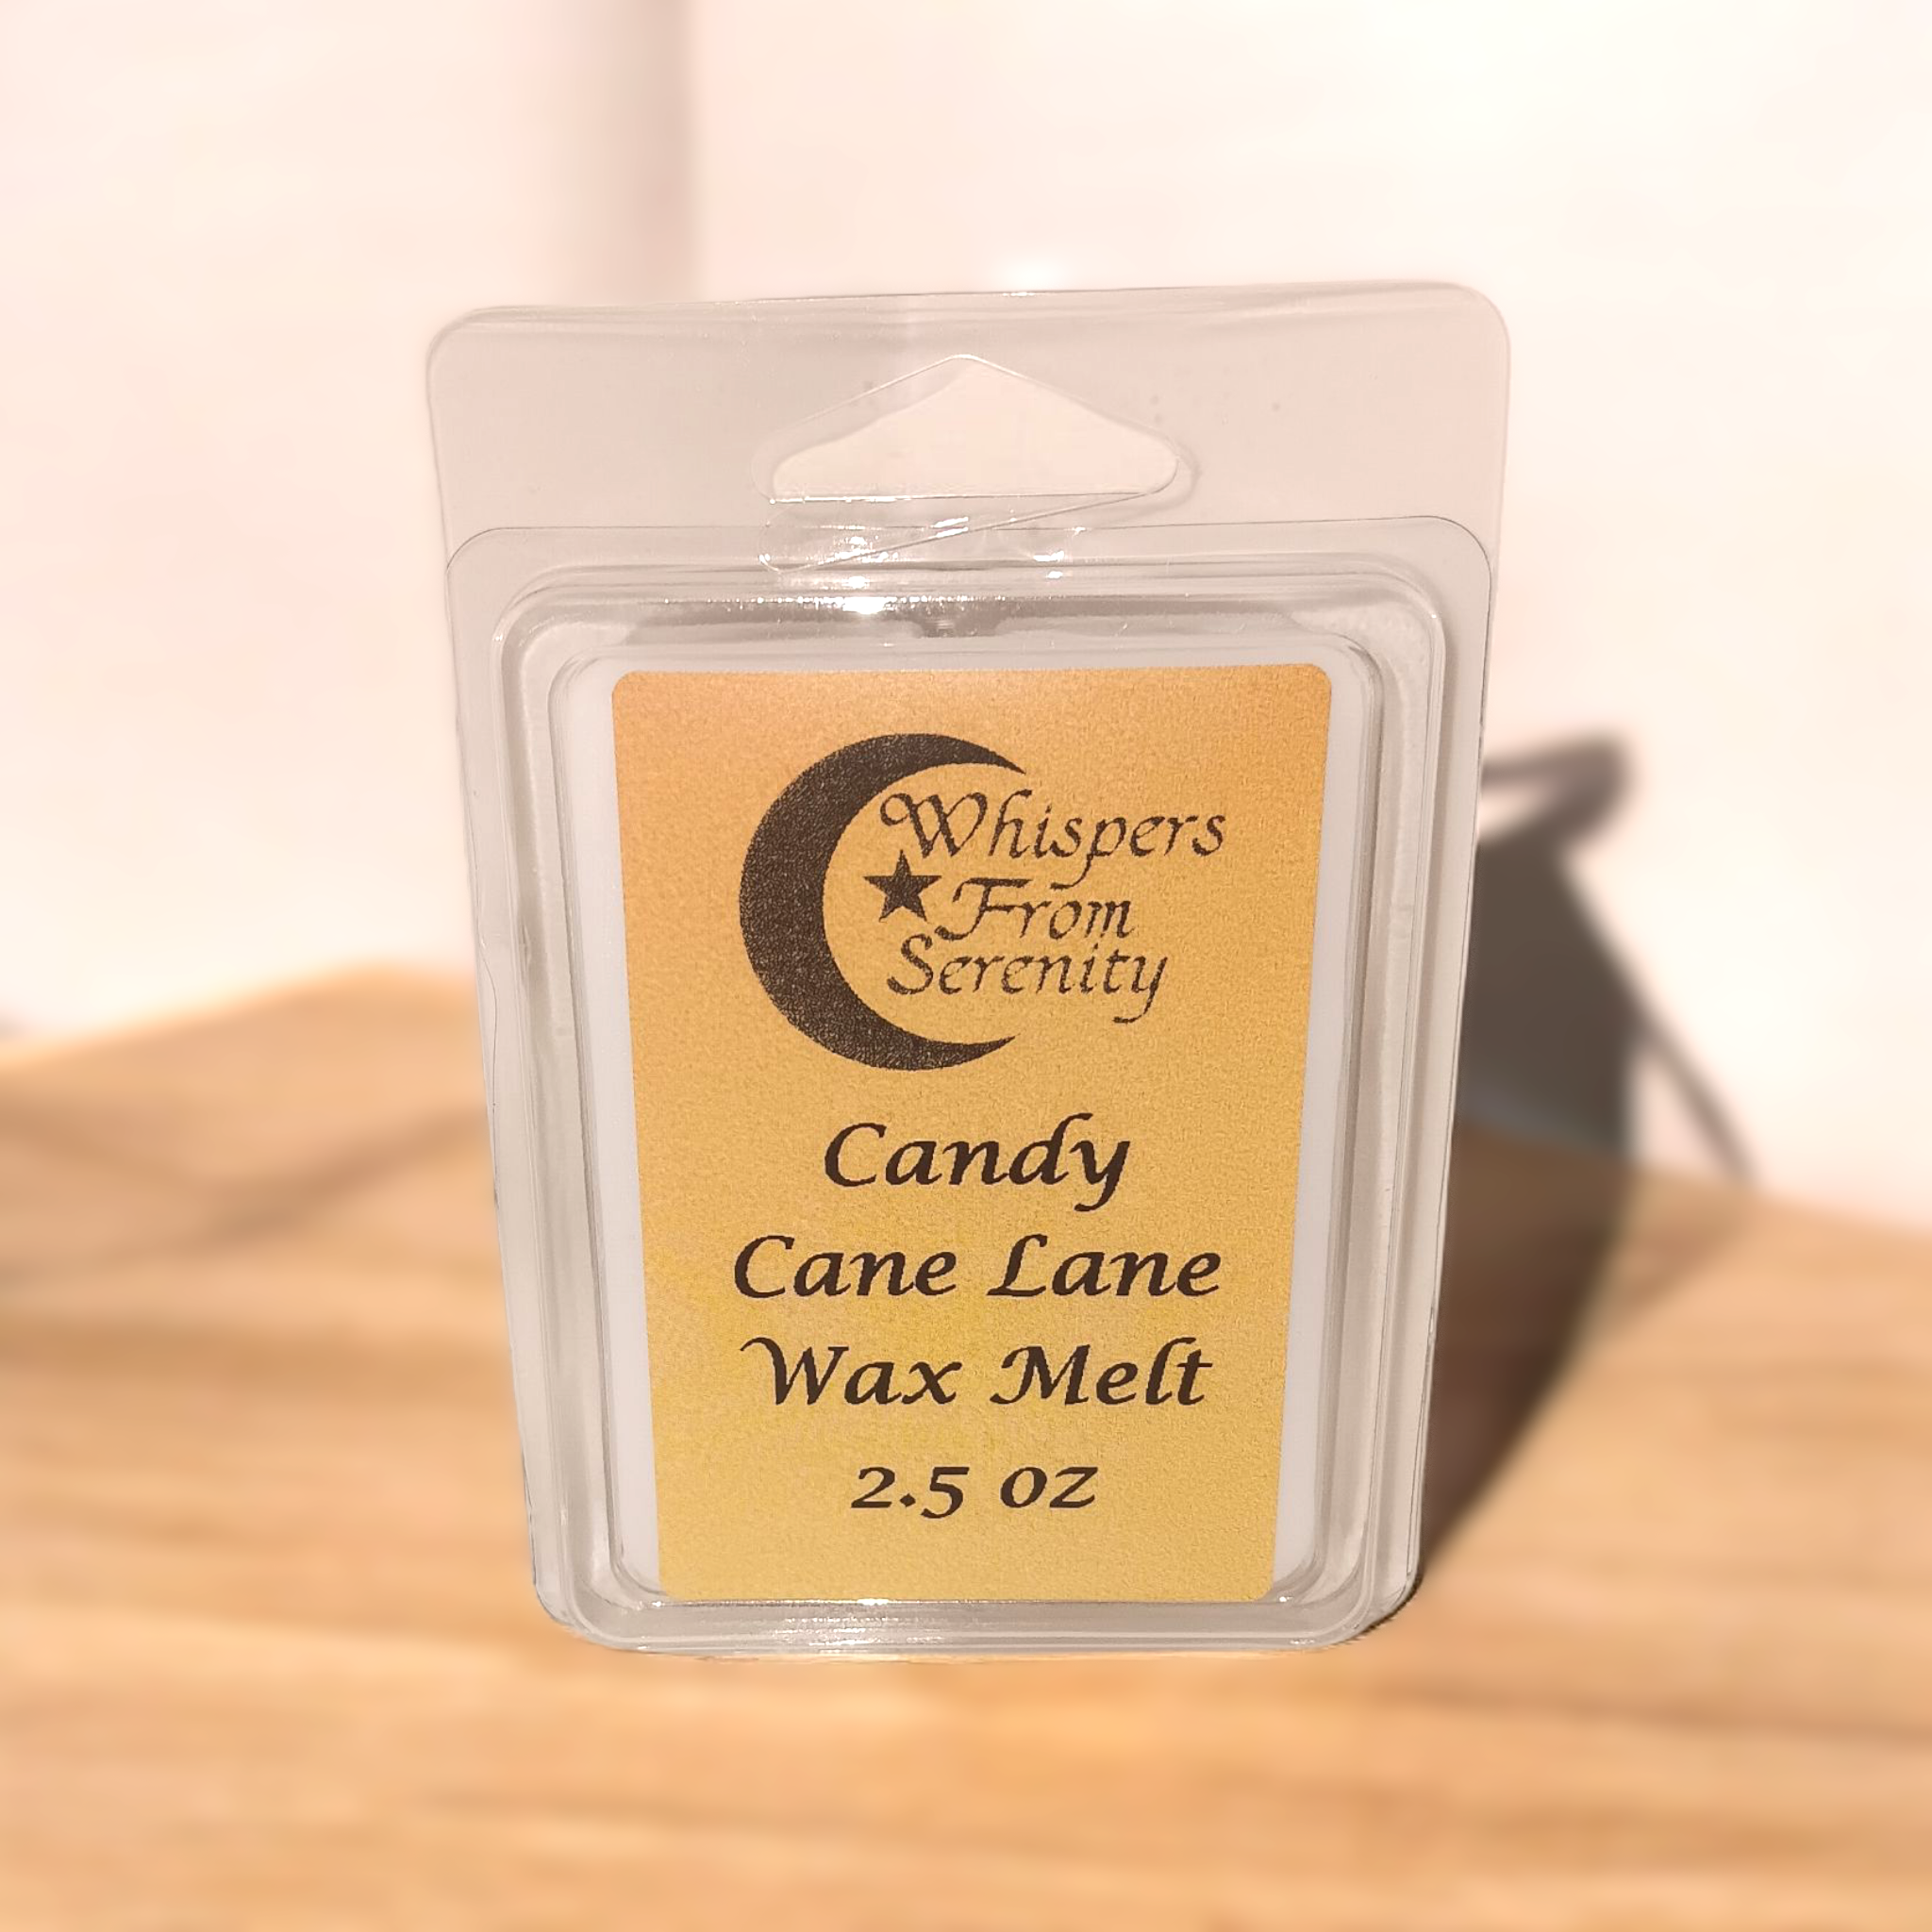 Whispers
From
Serenity
Candy
Cane Lane
Wax Melt
2.5 oz